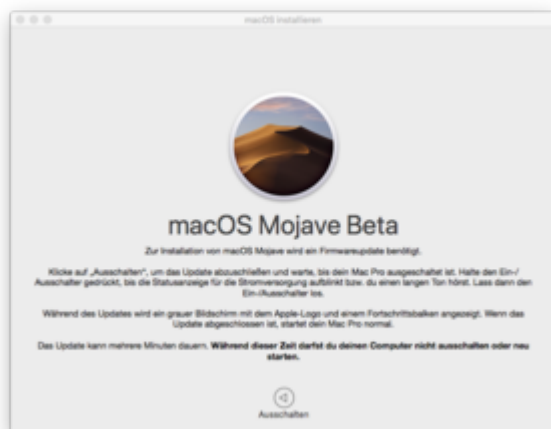 macOS installieren
macOS Mojave Beta
Zur Installation von macOS Mojave wird ein Firmwareupdate benötigt.
Klicke auf „Ausschalten“, um das Update abzuschließen und warte, bis dein Mac Pro ausgeschaltet ist. Halte den Ein-/
Ausschalter gedrückt, bis die Statusanzeige für die Stromversorgung aufblinkt bzw. du einen langen Ton hörst. Lass dann den
Ein-/Ausschalter los.
Während des Updates wird ein grauer Bildschirm mit dem Apple-Logo und einem Fortschrittsbalken angezeigt. Wenn das
Update abgeschlossen ist, startet dein Mac Pro normal.
Das Update kann mehrere Minuten dauern. Während dieser Zeit darfst du deinen Computer nicht ausschalten oder neu
starten.
Ausschalten